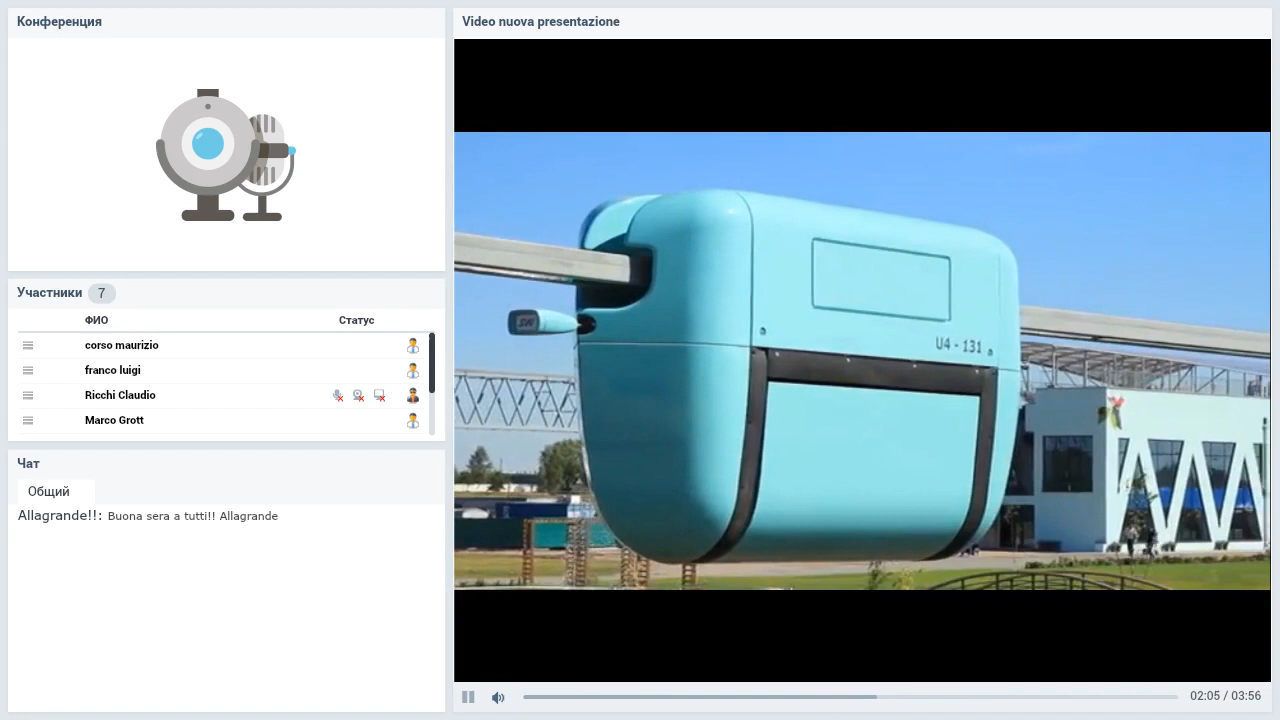 Конференция
Video nuova presentazione
Участники 7
ФИО Статус
corso maurizio
franco luigi
Ricchi Claudio
Marco Grott
Чат
Общий
Allagrande!!: Buona sera a tutti!! Allagrande
SW
U4 - 131
02:05 / 03:56